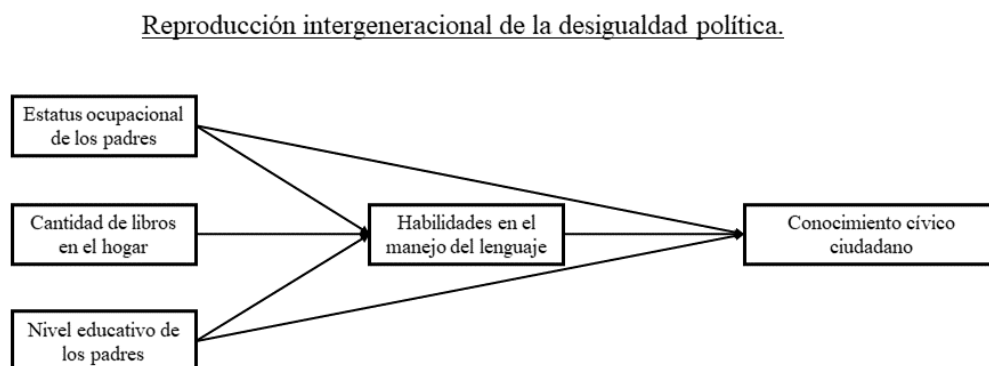 Reproducción intergeneracional de la desigualdad política.
Estatus ocupacional
de los padres
Cantidad de libros
en el hogar
Habilidades en el
manejo del lenguaje
Conocimiento cívico
ciudadano
Nivel educativo de
los padres